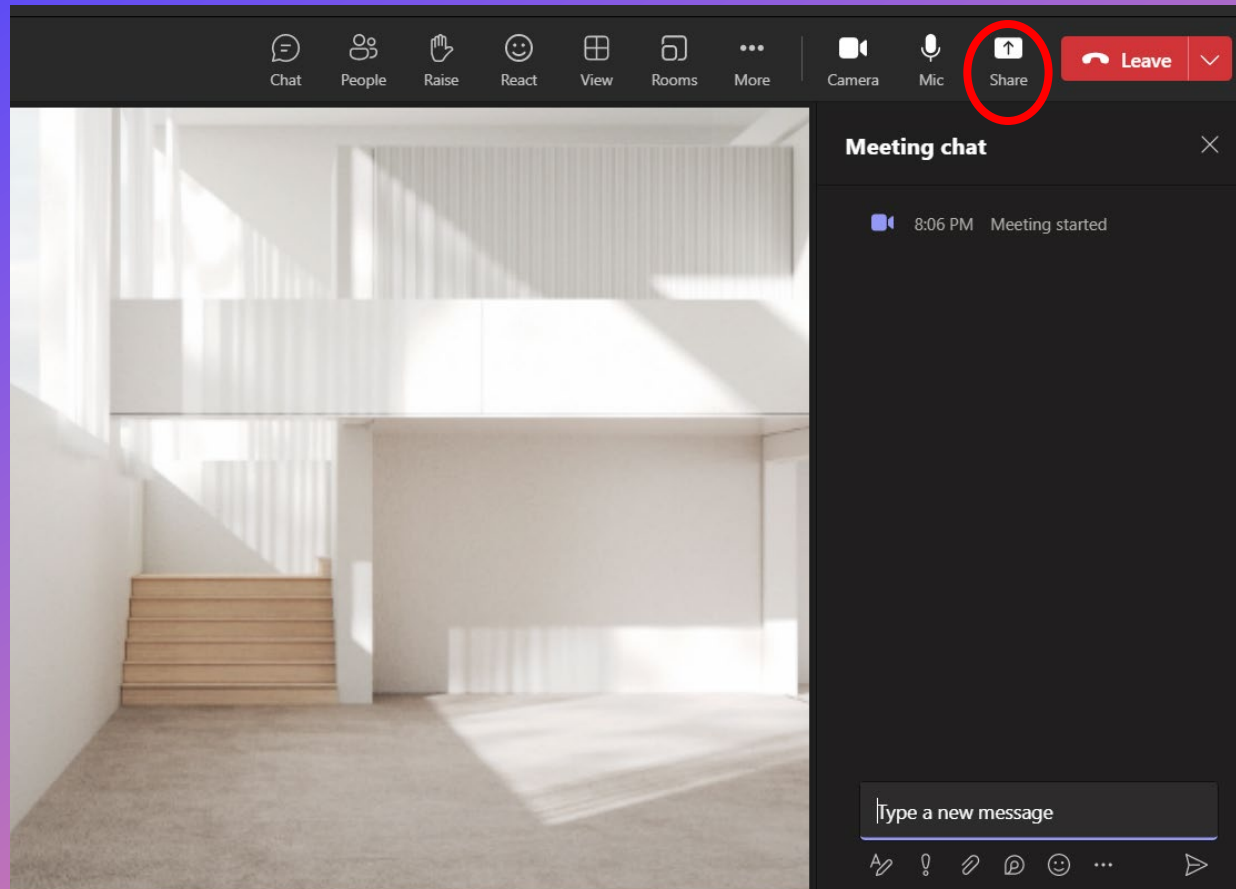 Chat People Raise React View Rooms More Camera Mic Share Leave
Meeting chat
8:06 PM Meeting started
Type a new message